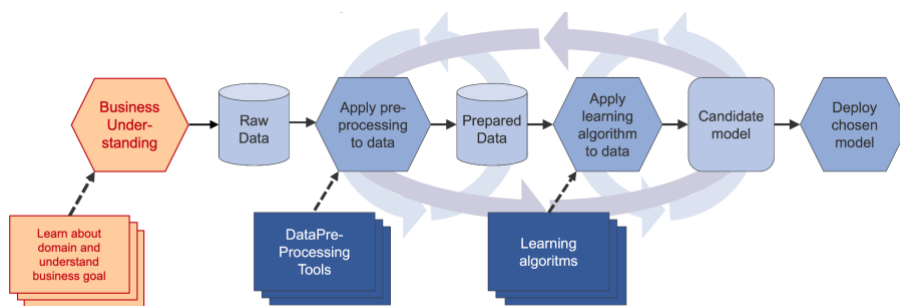 Business
Under-
standing
Raw
Data
Apply pre-
processing
to data
Prepared
Data
Apply
learning
algorithm
to data
Candidate
model
Deploy
chosen
model
Learn about
domain and
understand
business goal
DataPre-
Processing
Tools
Learning
algoritms